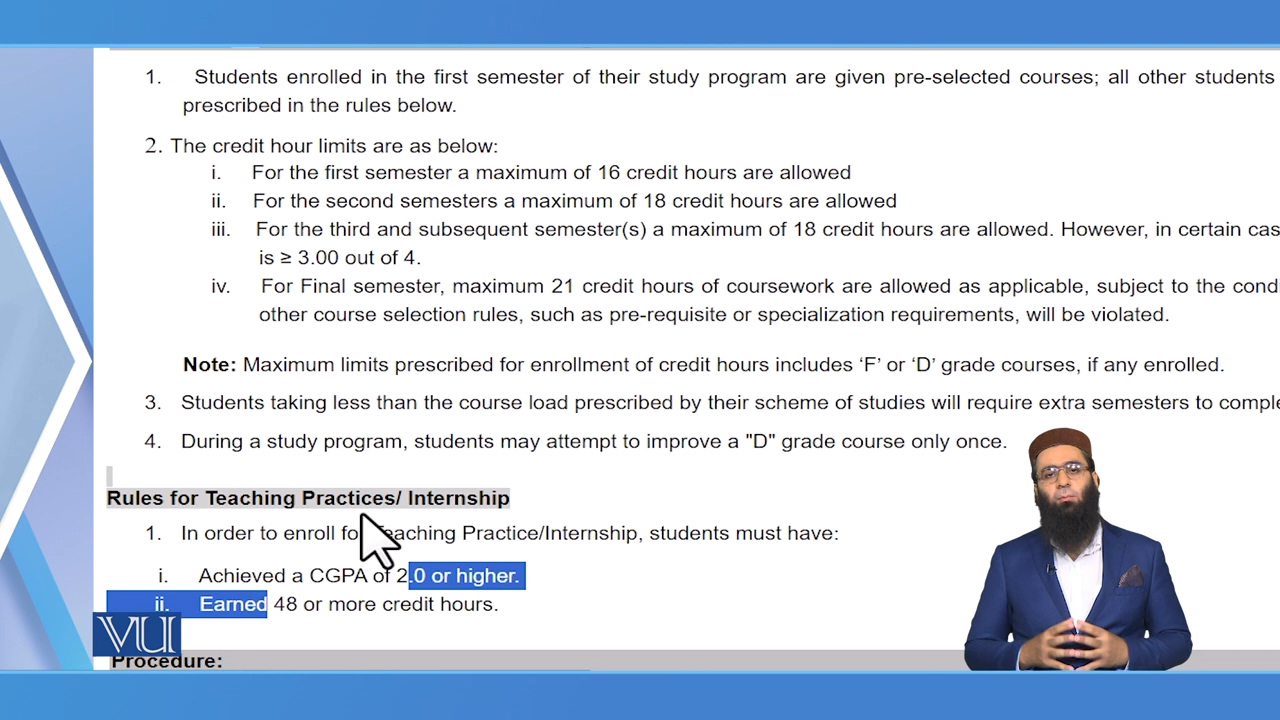 1. Students enrolled in the first semester of their study program are given pre-selected courses; all other students
prescribed in the rules below.
2. The credit hour limits are as below:
i. For the first semester a maximum of 16 credit hours are allowed
ii. For the second semesters a maximum of 18 credit hours are allowed
iii. For the third and subsequent semester(s) a maximum of 18 credit hours are allowed. However, in certain
is ≥ 3.00 out of 4.
iv. For Final semester, maximum 21 credit hours of coursework are allowed as applicable, subject to the
other course selection rules, such as pre-requisite or specialization requirements, will be violated.
Note: Maximum limits prescribed for enrollment of credit hours includes ‘F’ or ‘D’ grade courses, if any enrolled.
3. Students taking less than the course load prescribed by their scheme of studies will require extra semesters to
4. During a study program, students may attempt to improve a "D" grade course only once.
Rules for Teaching Practices/ Internship
1. In order to enroll for Teaching Practice/Internship, students must have:
i. Achieved a CGPA of 2.0 or higher.
ii. Earned 48 or more credit hours.
VU
Procedure: